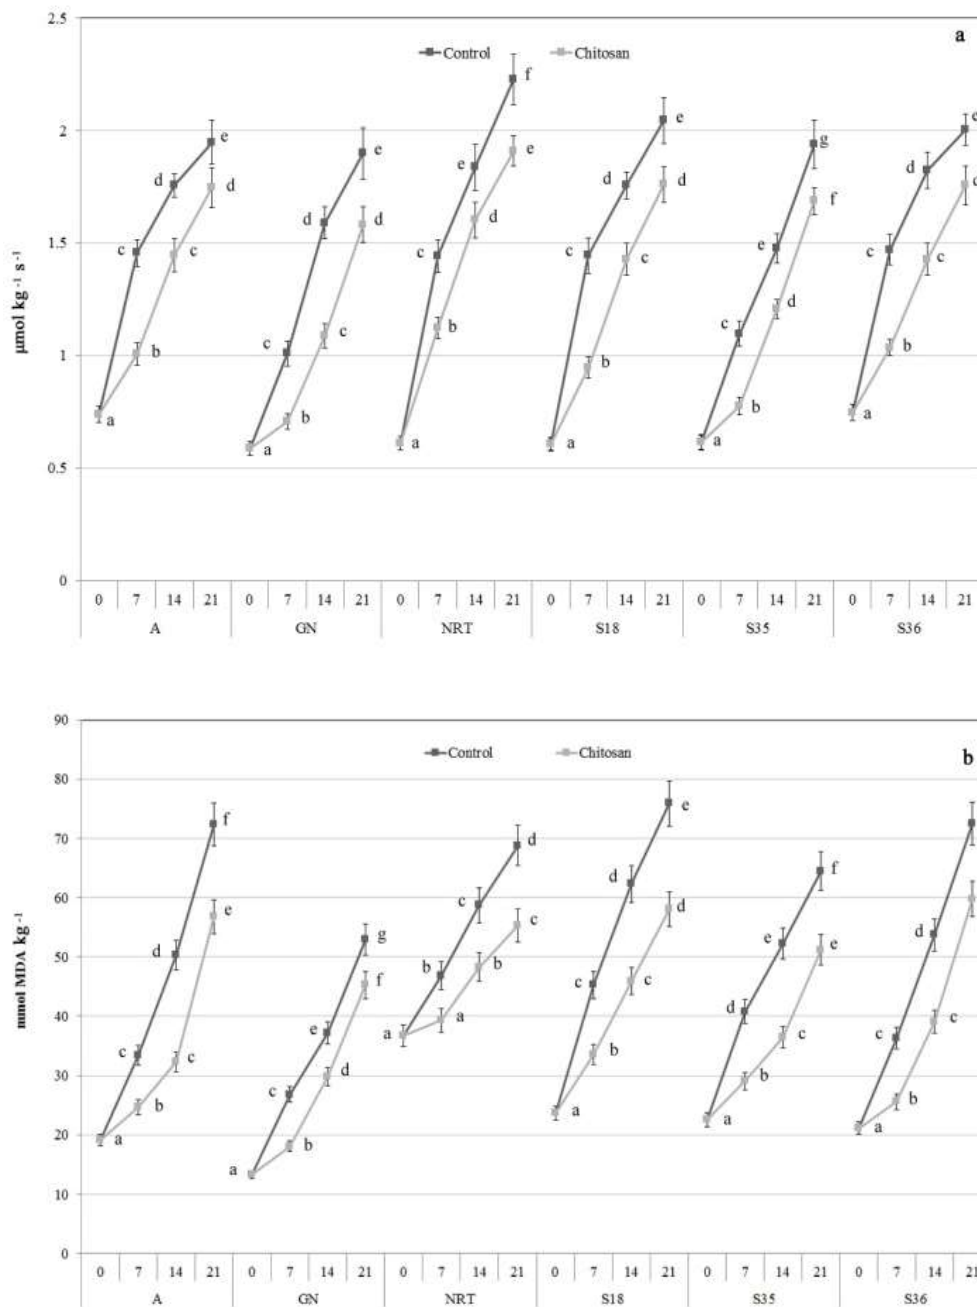 2.5
a
Control Chitosan
f
e e e e g e
2
d d d d e d d d f d
e d
1.5
c c c d c c e c c
c c d
b b c c b
1
b b b
a a a a a a
0.5
0
µmol kg⁻¹ s⁻¹
0 7 14 21 0 7 14 21 0 7 14 21 0 7 14 21 0 7 14 21 0 7 14 21
A GN NRT S18 S35 S36
90
b
Control Chitosan
80
f d e f
70
d
60
e g c c d e d
50
d f b b c c e
40
c e a a c d c c c
30
c d b b b
20
b b a a a
a a
10
0
mmol MDA kg⁻¹
0 7 14 21 0 7 14 21 0 7 14 21 0 7 14 21 0 7 14 21 0 7 14 21
A GN NRT S18 S35 S36